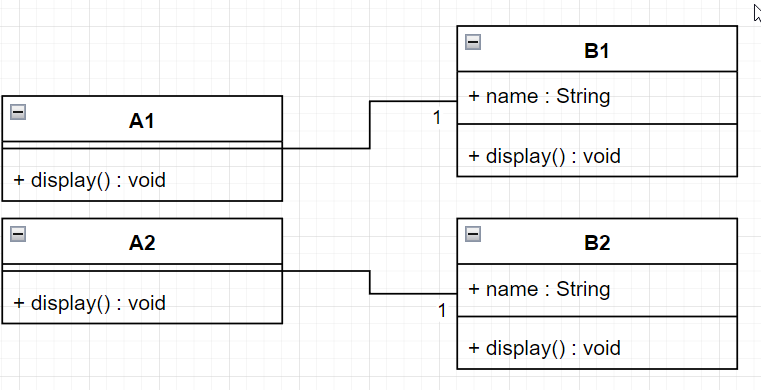 A1
+ display() : void
1
B1
+ name : String
+ display() : void
A2
+ display() : void
1
B2
+ name : String
+ display() : void